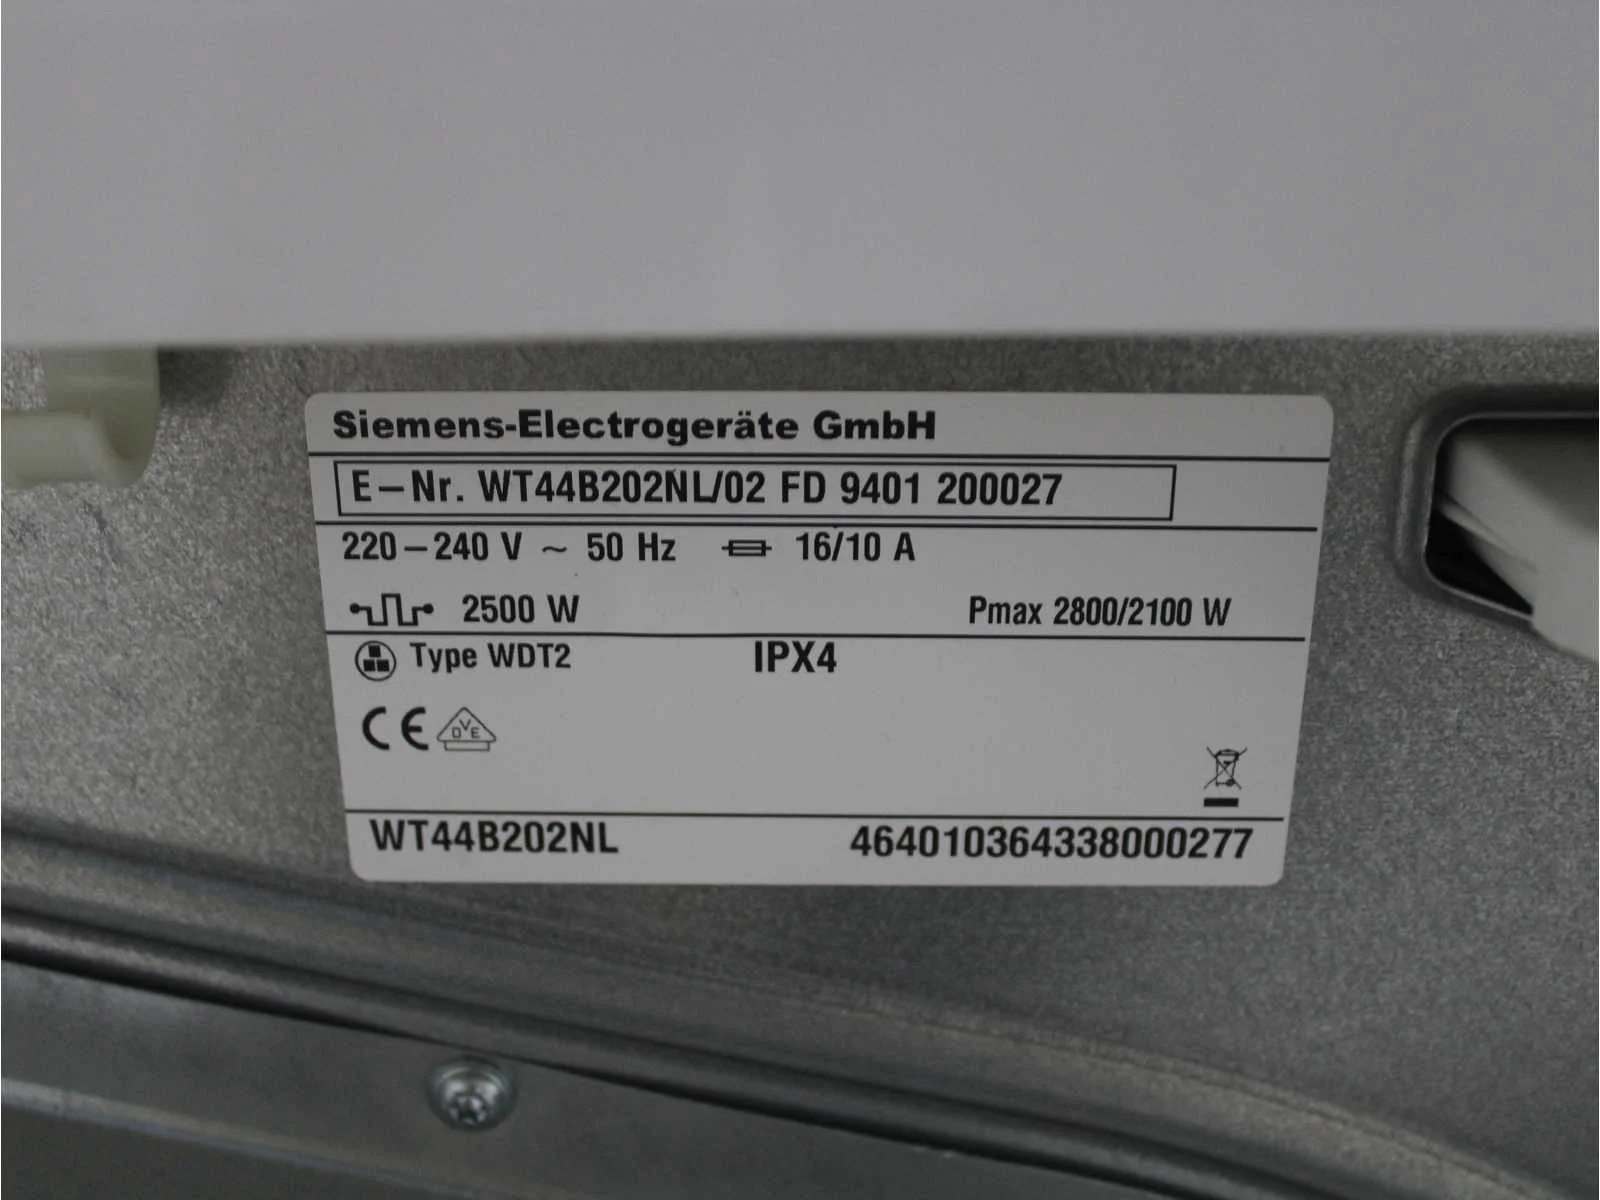 Siemens-Electrogeräte GmbH
E-Nr. WT44B202NL/02 FD 9401 200027
220-240 V ~ 50 Hz 16/10 A
2500 W Pmax 2800/2100 W
Type WDT2 IPX4
CE DVE
WT44B202NL 464010364338000277